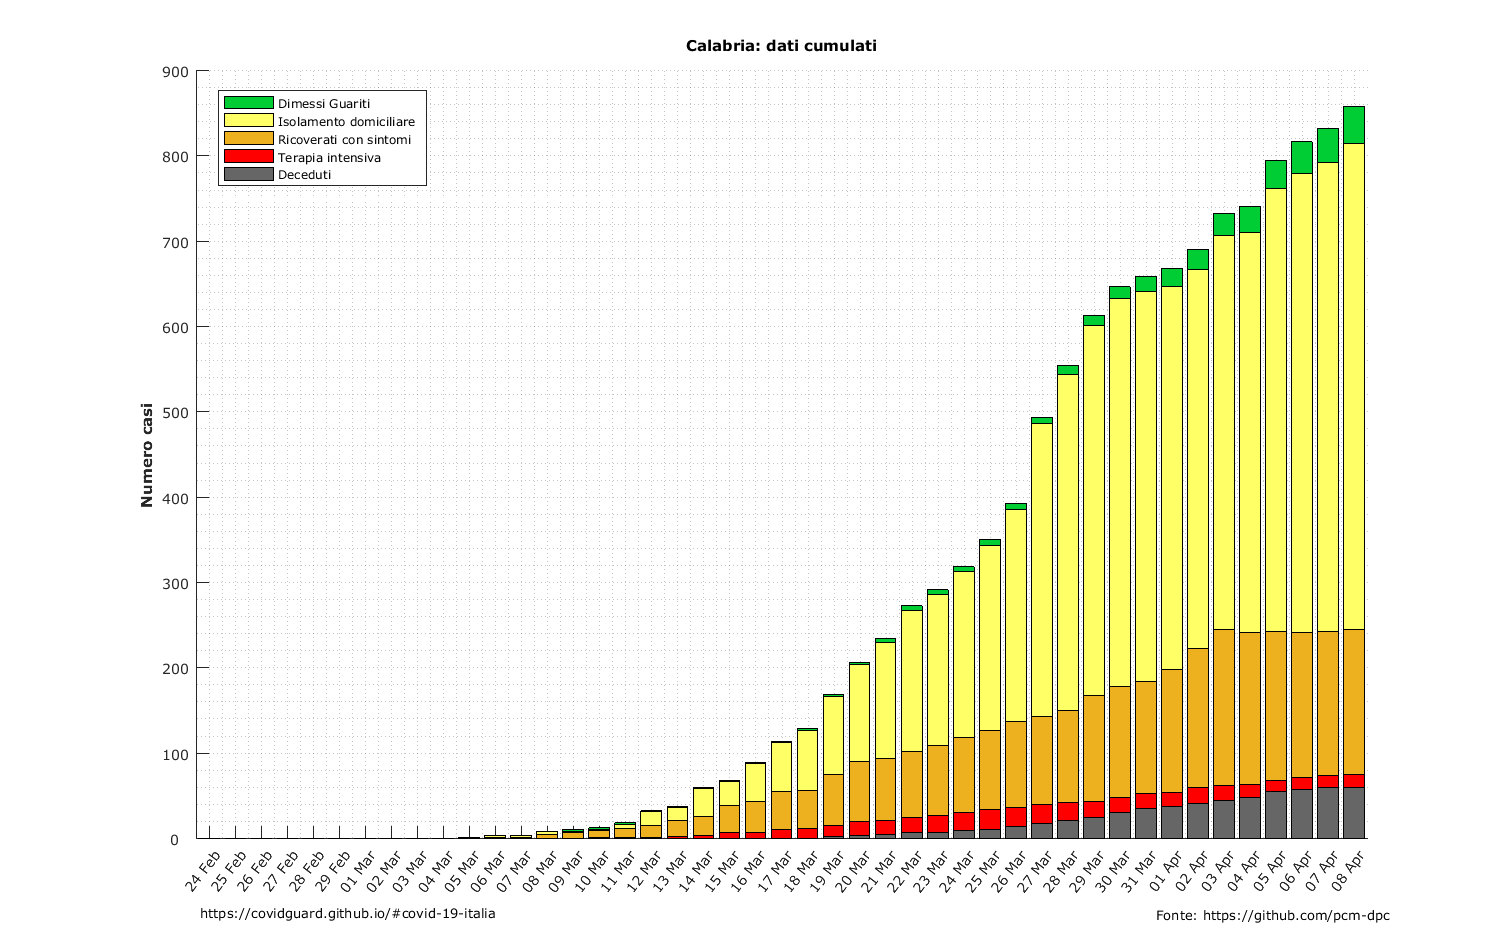 Calabria: dati cumulati
900
800
700
600
500
400
300
200
100
0
Numero casi
Dimessi Guariti
Isolamento domiciliare
Ricoverati con sintomi
Terapia intensiva
Deceduti
24 Feb
25 Feb
26 Feb
27 Feb
28 Feb
29 Feb
01 Mar
02 Mar
03 Mar
04 Mar
05 Mar
06 Mar
07 Mar
08 Mar
09 Mar
10 Mar
11 Mar
12 Mar
13 Mar
14 Mar
15 Mar
16 Mar
17 Mar
18 Mar
19 Mar
20 Mar
21 Mar
22 Mar
23 Mar
24 Mar
25 Mar
26 Mar
27 Mar
28 Mar
29 Mar
30 Mar
31 Mar
01 Apr
02 Apr
03 Apr
04 Apr
05 Apr
06 Apr
07 Apr
08 Apr
https://covidguard.github.io/#covid-19-italia
Fonte: https://github.com/pcm-dpc